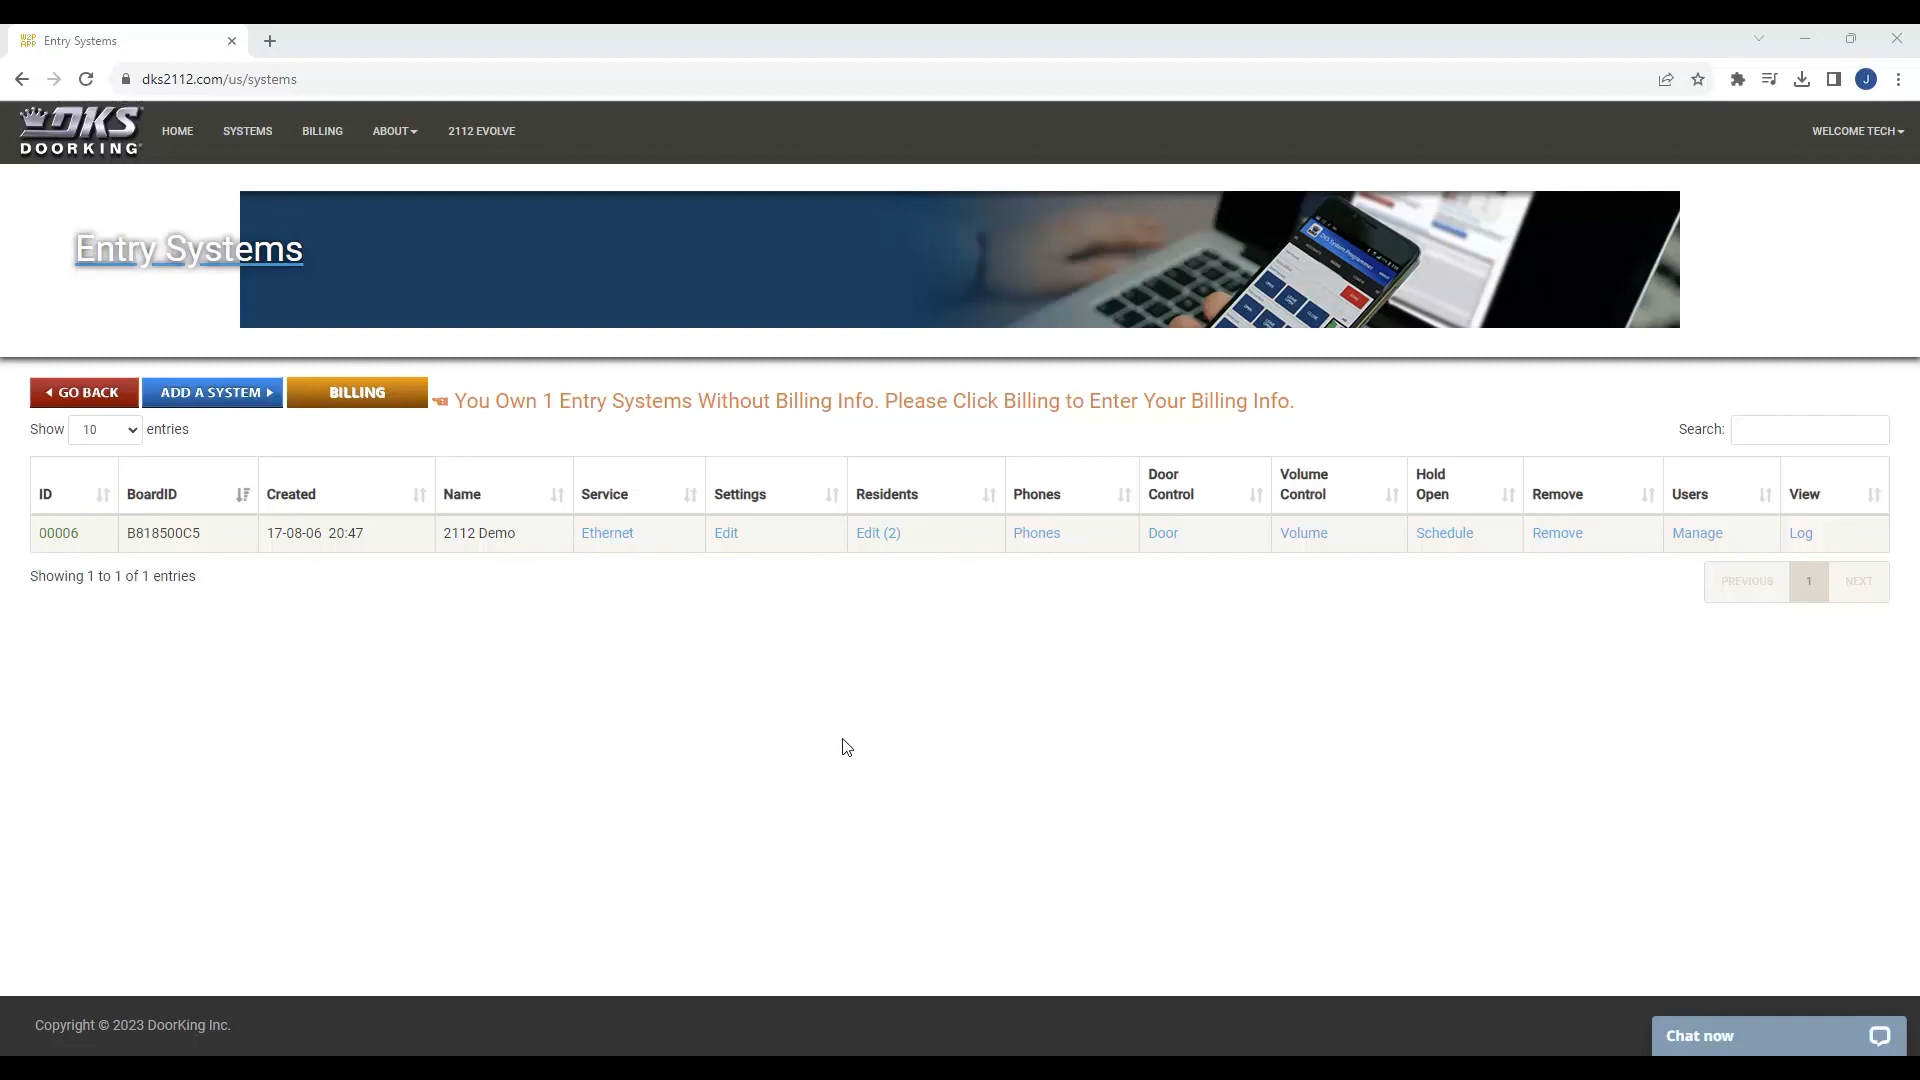 W2P
APP
Entry Systems
dks2112.com/us/systems
J
DKS
DOORKING
HOME
SYSTEMS
BILLING
ABOUT
2112 EVOLVE
WELCOME TECH
Entry Systems
DKS System Programmer
GO BACK
ADD A SYSTEM
BILLING
You Own 1 Entry Systems Without Billing Info. Please Click Billing to Enter Your Billing Info.
Show 10 entries
Search:
ID
BoardID
Created
Name
Service
Settings
Residents
Phones
Door Control
Volume Control
Hold Open
Remove
Users
View
00006
B818500C5
17-08-06 20:47
2112 Demo
Ethernet
Edit
Edit (2)
Phones
Door
Volume
Schedule
Remove
Manage
Log
Showing 1 to 1 of 1 entries
PREVIOUS
1
NEXT
Copyright © 2023 DoorKing Inc.
Chat now